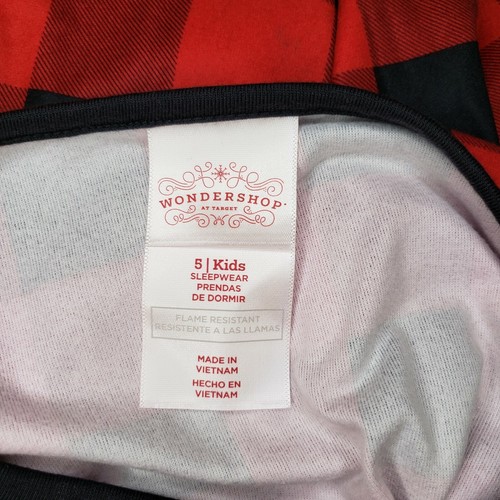 WONDERSHOP
AT TARGET
5 | Kids
SLEEPWEAR
PRENDAS
DE DORMIR
FLAME RESISTANT
RESISTENTE A LAS LLAMAS
MADE IN
VIETNAM
HECHO EN
VIETNAM